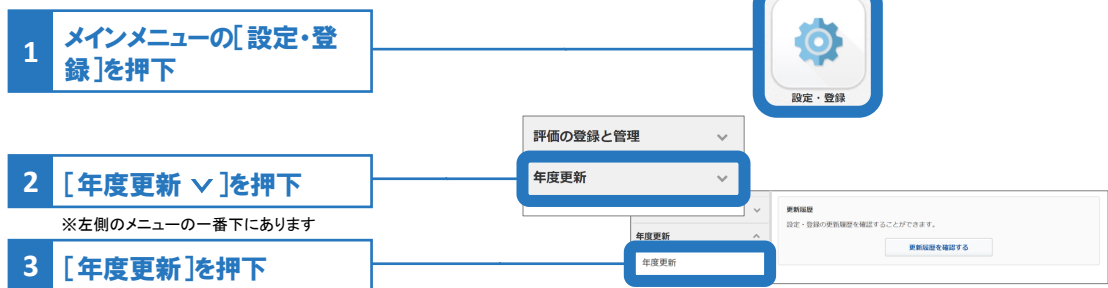 1
メインメニューの[設定・登
録]を押下
設定・登録
評価の登録と管理
年度更新
2
[年度更新 ∨]を押下
※左側のメニューの一番下にあります
3
[年度更新]を押下
年度更新
年度更新
更新履歴
設定・登録の更新履歴を確認することができます。
更新履歴を確認する